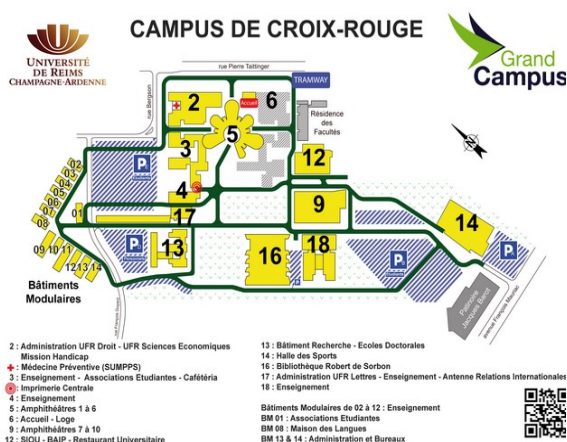 CAMPUS DE CROIX-ROUGE
UNIVERSITÉ
DE REIMS
CHAMPAGNE-ARDENNE
Grand
Campus
rue Pierre Taittinger
TRAMWAY
rue Bergson
2
Accueil
6
Résidence
des
Facultés
5
3
12
N
4
02
03
04
05
06
07
08
01
17
9
14
P
P
P
P
09 10 11
12 13 14
13
16
18
P
Bâtiments
Modulaires
Patinoire
Jacques Barot
avenue François Mauriac
2 : Administration UFR Droit - UFR Sciences Economiques
Mission Handicap
: Médecine Préventive (SUMPPS)
3 : Enseignement - Associations Etudiantes - Cafétéria
: Imprimerie Centrale
4 : Enseignement
5 : Amphithéâtres 1 à 6
6 : Accueil - Loge
9 : Amphithéâtres 7 à 10
12 : SIOU - BAIP - Restaurant Universitaire
13 : Bâtiment Recherche - Ecoles Doctorales
14 : Halle des Sports
16 : Bibliothèque Robert de Sorbon
17 : Administration UFR Lettres - Enseignement - Antenne Relations Internationales
18 : Enseignement
Bâtiments Modulaires de 02 à 12 : Enseignement
BM 01 : Associations Etudiantes
BM 08 : Maison des Langues
BM 13 & 14 : Administration et Bureaux